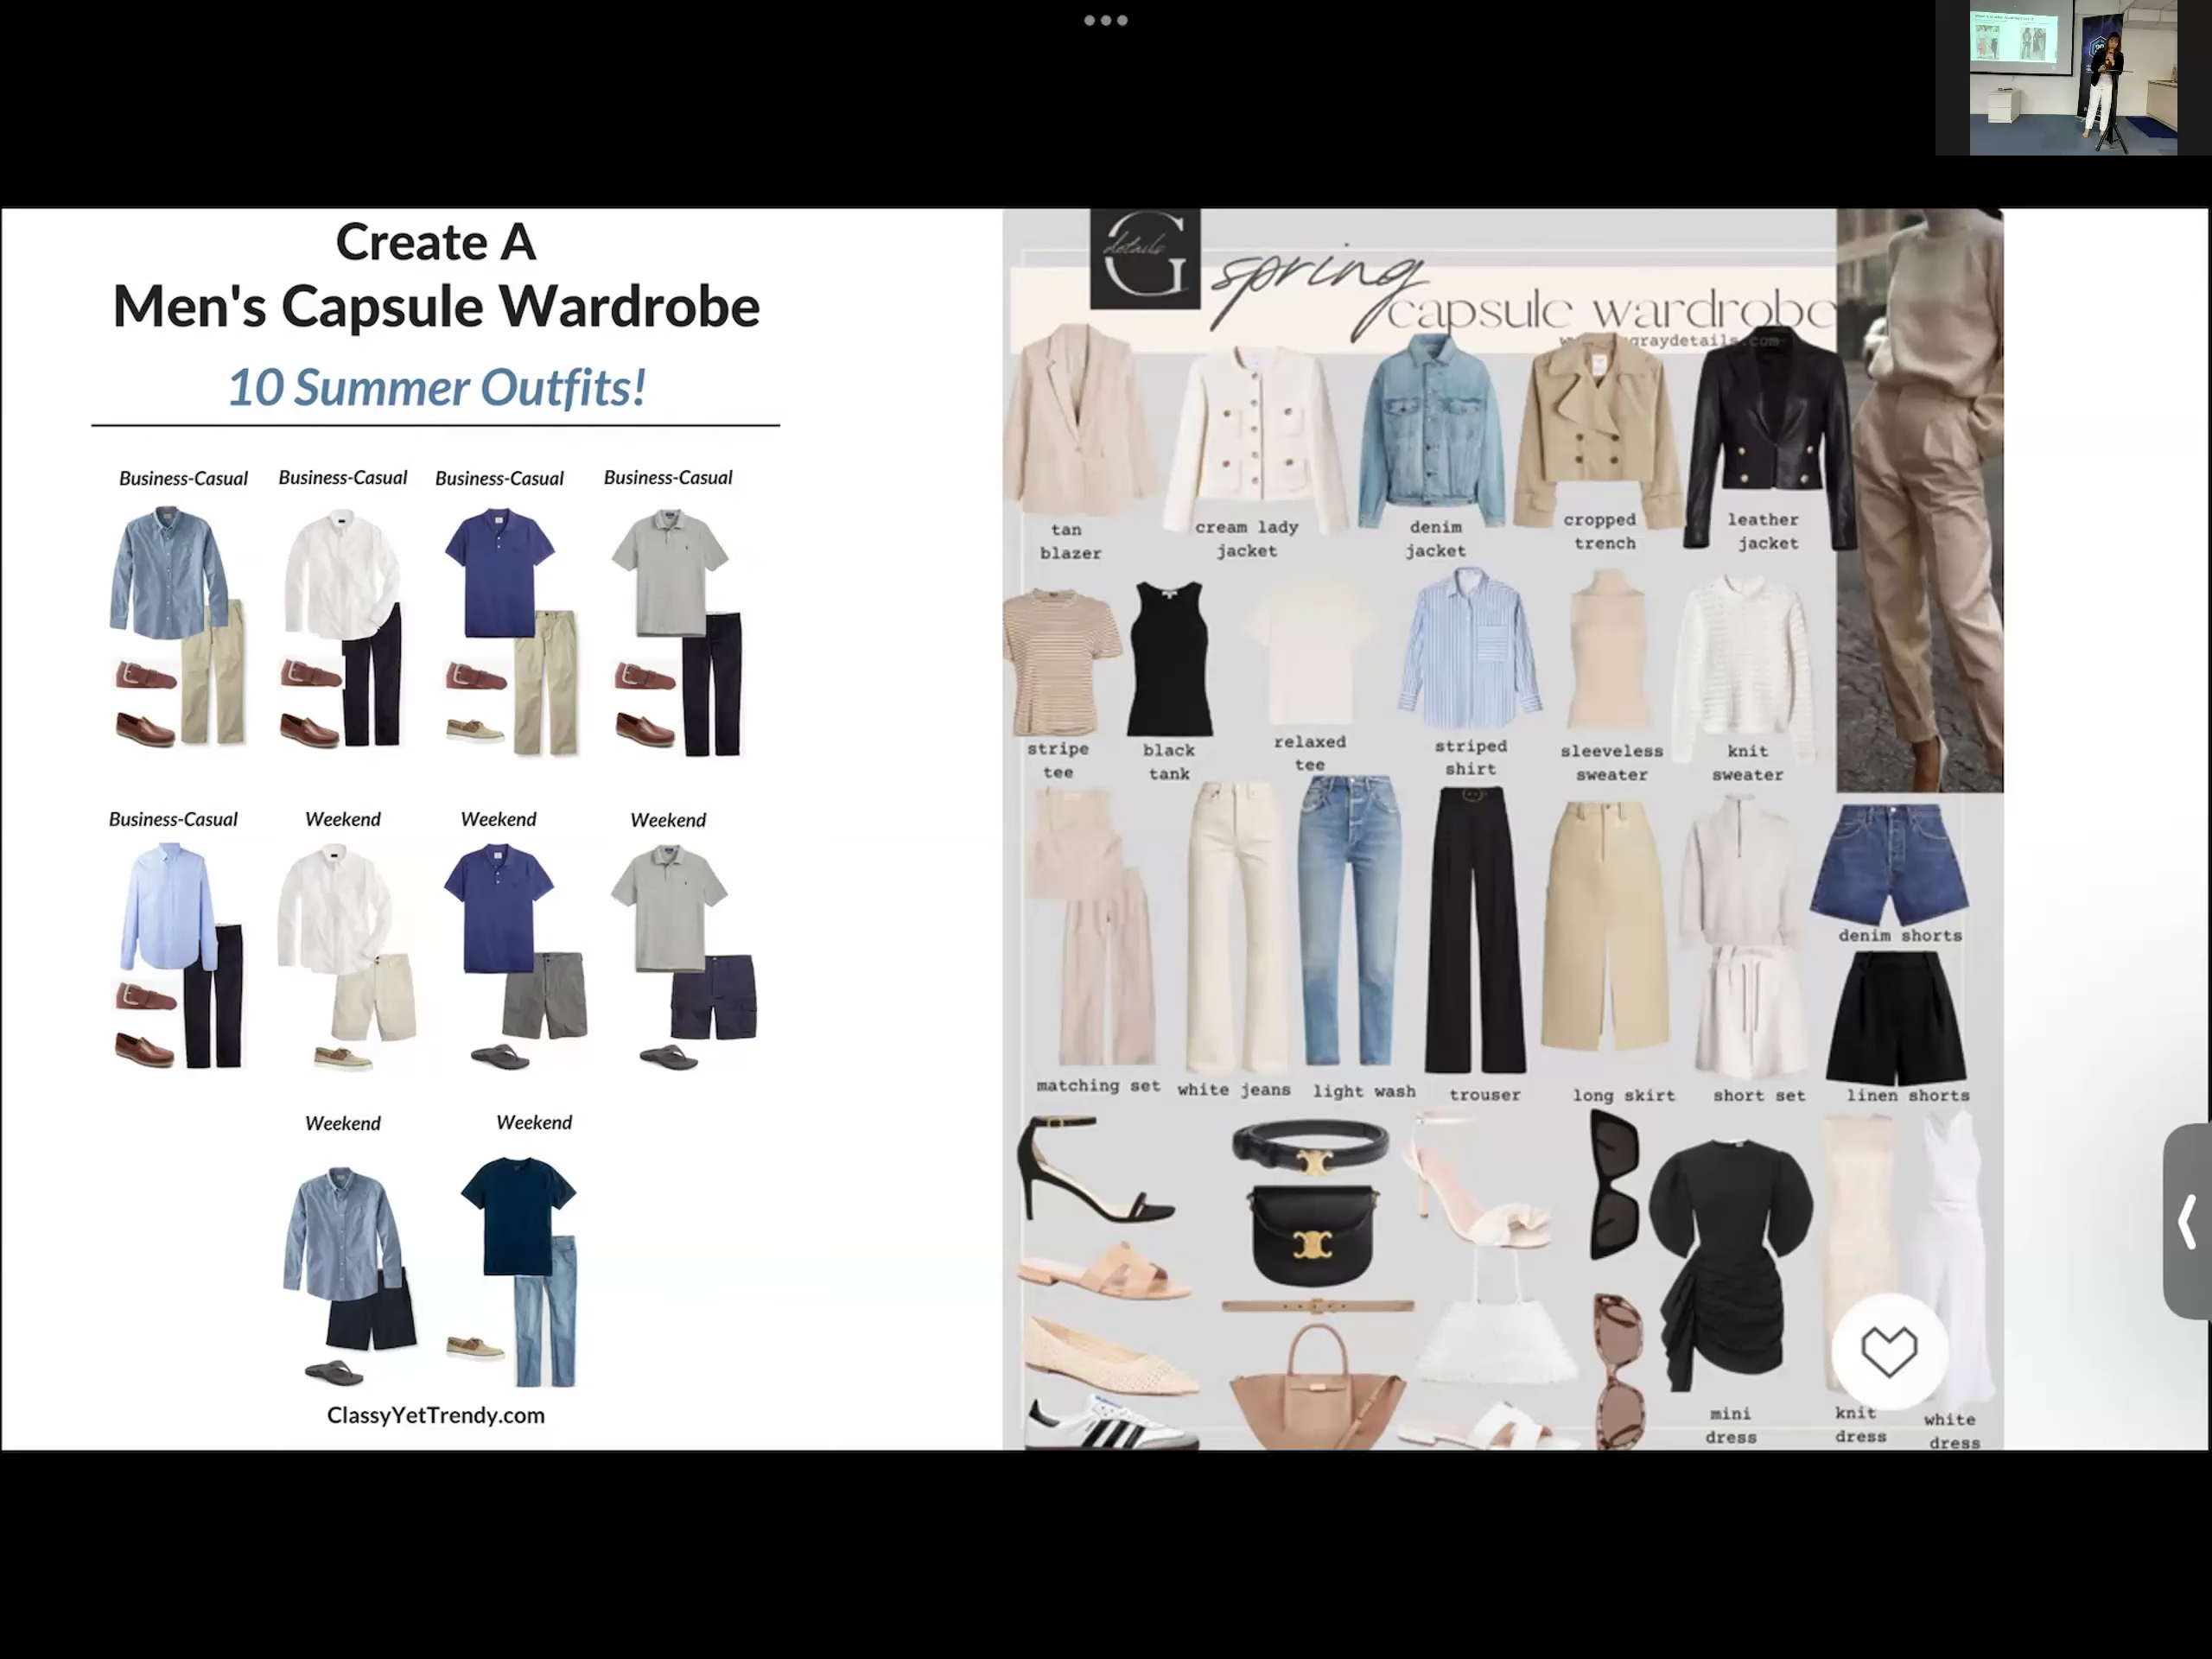 Create A
Men's Capsule Wardrobe
10 Summer Outfits!
Business-Casual Business-Casual Business-Casual Business-Casual
Business-Casual Weekend Weekend Weekend
Weekend Weekend
ClassyYetTrendy.com
G
details
spring
capsule wardrobe
graydetails.com
tan
blazer
cream lady
jacket
denim
jacket
cropped
trench
leather
jacket
stripe
tee
black
tank
relaxed
tee
striped
shirt
sleeveless
sweater
knit
sweater
denim shorts
matching set
white jeans
light wash
trouser
long skirt
short set
linen shorts
mini
dress
knit
dress
white
dress